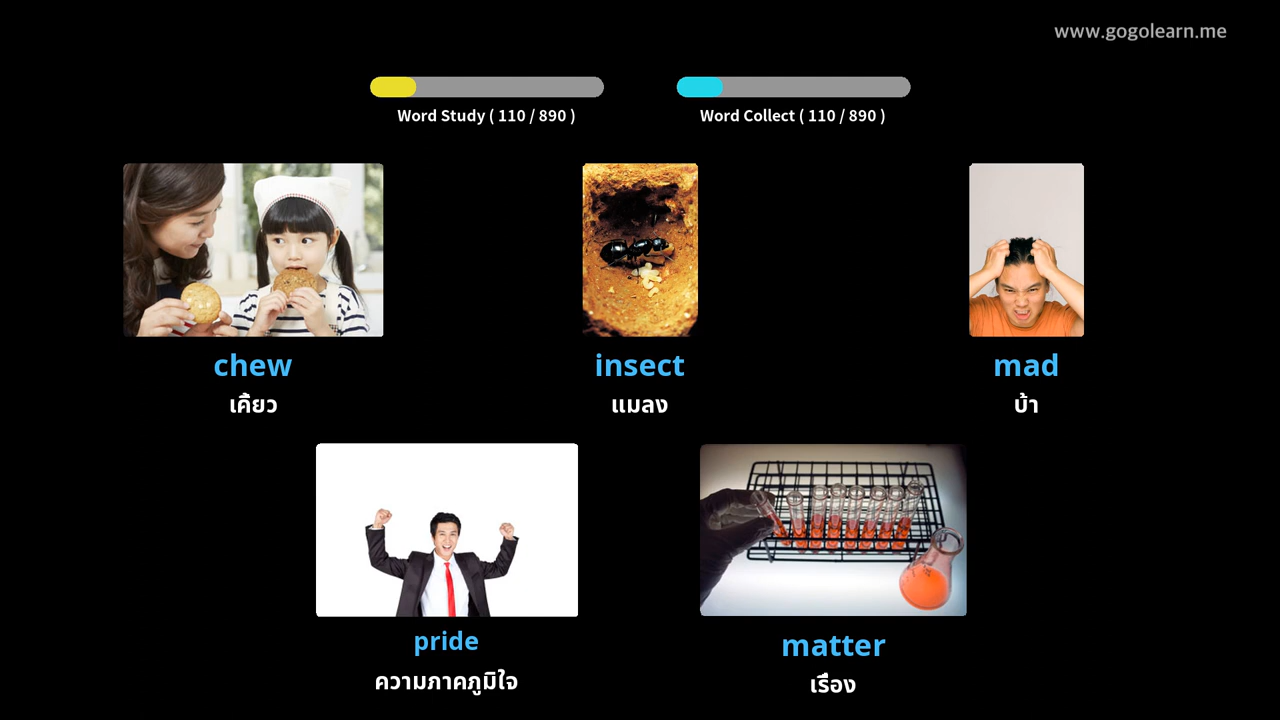 www.gogolearn.me
Word Study ( 110 / 890 )
Word Collect ( 110 / 890 )
chew
เคี้ยว
insect
แมลง
mad
บ้า
pride
ความภาคภูมิใจ
matter
เรื่อง